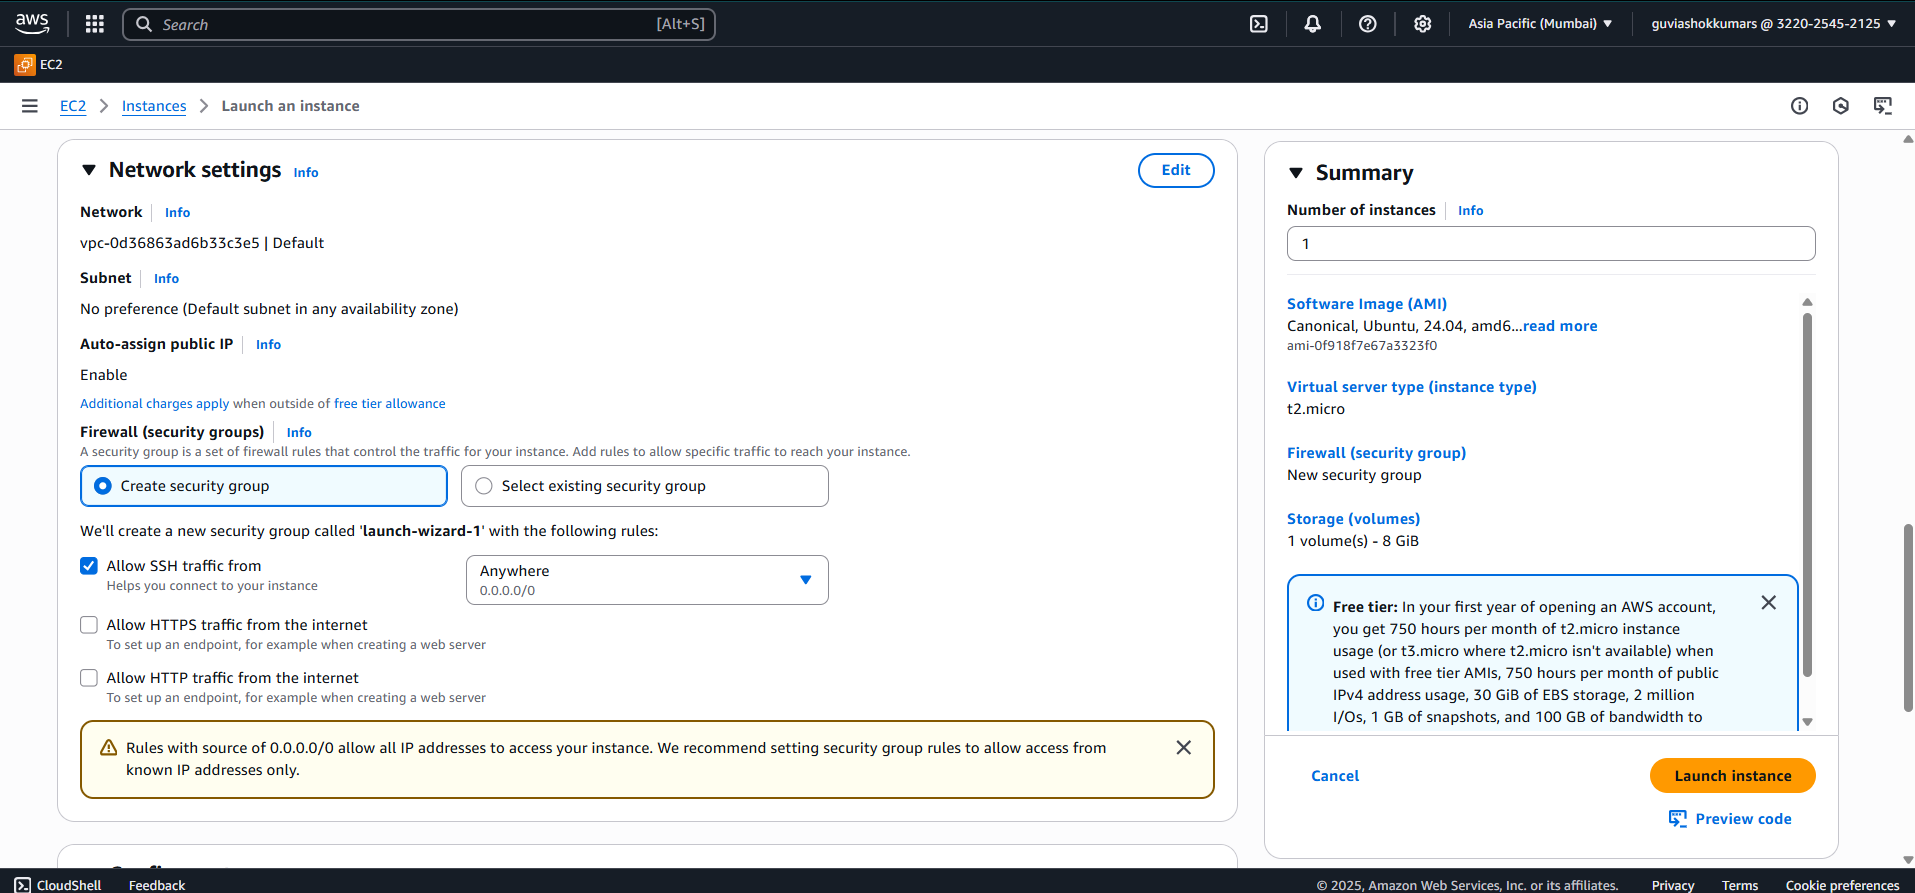 aws
Search [Alt+S]
Asia Pacific (Mumbai) ▼
guviashokkumars @ 3220-2545-2125 ▼
EC2
EC2 > Instances > Launch an instance
Network settings Info
Edit
Network Info
vpc-0d36863ad6b33c3e5 | Default
Subnet Info
No preference (Default subnet in any availability zone)
Auto-assign public IP Info
Enable
Additional charges apply when outside of free tier allowance
Firewall (security groups) Info
A security group is a set of firewall rules that control the traffic for your instance. Add rules to allow specific traffic to reach your instance.
Create security group
Select existing security group
We'll create a new security group called 'launch-wizard-1' with the following rules:
Allow SSH traffic from
Helps you connect to your instance
Anywhere
0.0.0.0/0
Allow HTTPS traffic from the internet
To set up an endpoint, for example when creating a web server
Allow HTTP traffic from the internet
To set up an endpoint, for example when creating a web server
Rules with source of 0.0.0.0/0 allow all IP addresses to access your instance. We recommend setting security group rules to allow access from
known IP addresses only.
Summary
Number of instances Info
1
Software Image (AMI)
Canonical, Ubuntu, 24.04, amd6...read more
ami-0f918f7e67a3323f0
Virtual server type (instance type)
t2.micro
Firewall (security group)
New security group
Storage (volumes)
1 volume(s) - 8 GiB
Free tier: In your first year of opening an AWS account,
you get 750 hours per month of t2.micro instance
usage (or t3.micro where t2.micro isn't available) when
used with free tier AMIs, 750 hours per month of public
IPv4 address usage, 30 GiB of EBS storage, 2 million
I/Os, 1 GB of snapshots, and 100 GB of bandwidth to
Cancel
Launch instance
Preview code
CloudShell Feedback
© 2025, Amazon Web Services, Inc. or its affiliates. Privacy Terms Cookie preferences